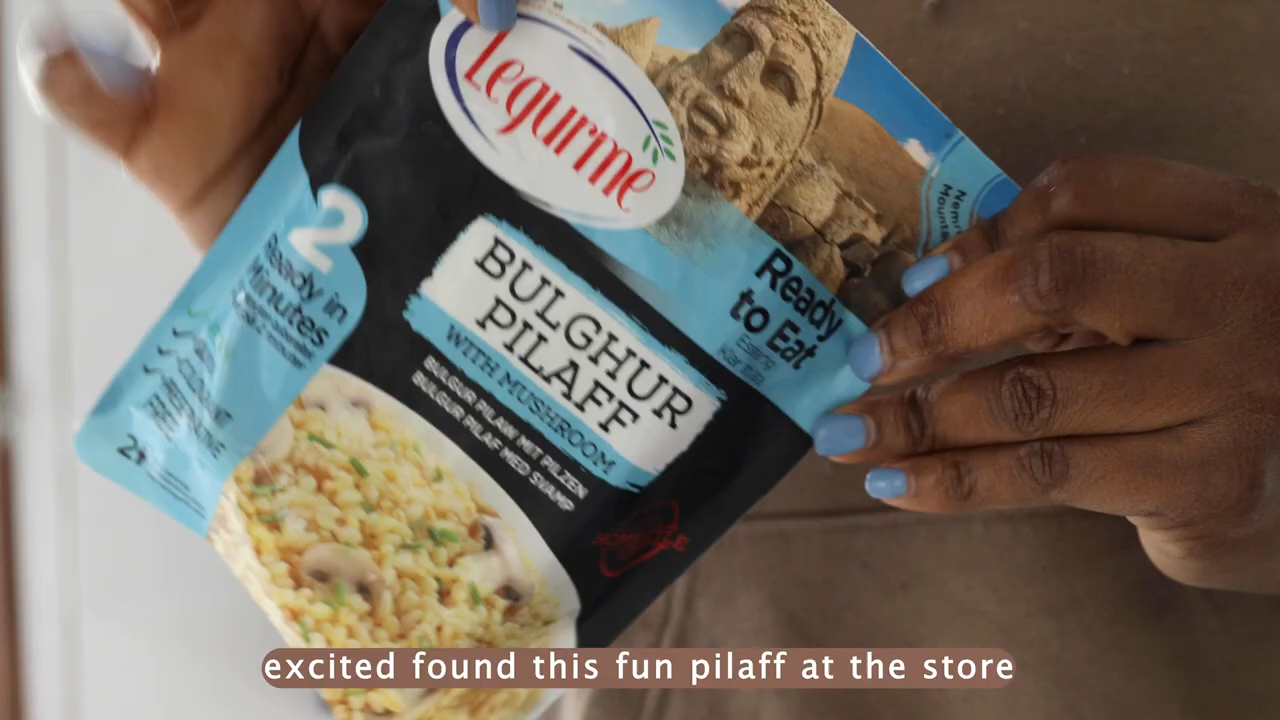 Legurme
BULGHUR
PILAFF
WITH MUSHROOM
BULGUR PILAW MIT PILZEN
BULGUR PILAF MED SVAMP
Ready
to Eat
2
Ready in
Minutes
excited found this fun pilaff at the store